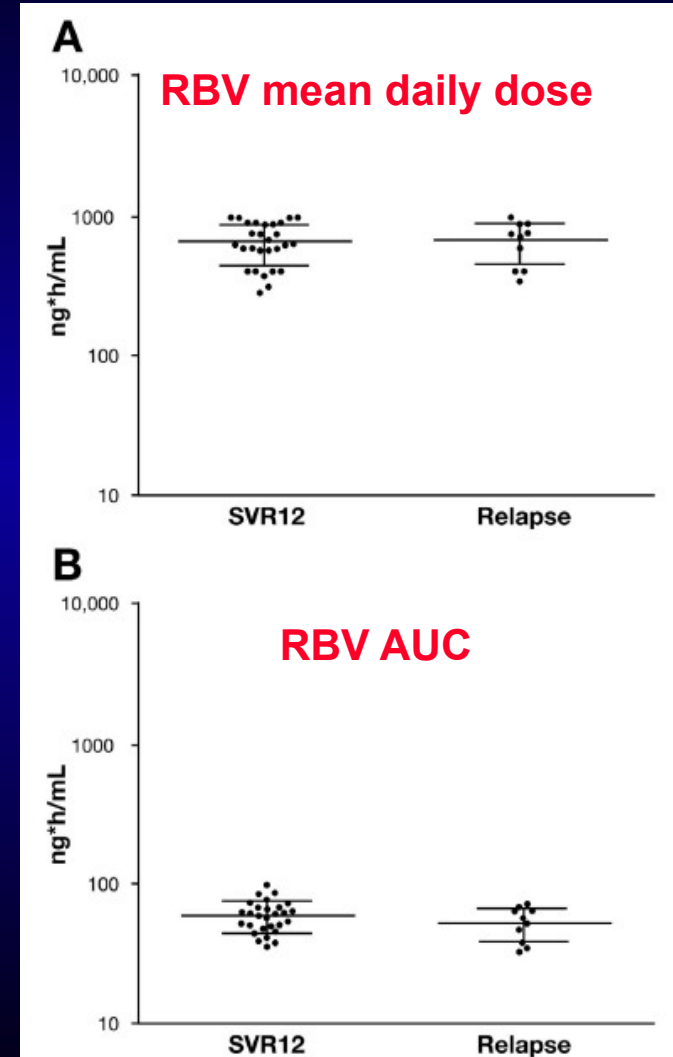 A
RBV mean daily dose
10,000
1000
100
10
ng*h/mL
SVR12 Relapse
B
RBV AUC
10,000
1000
100
10
ng*h/mL
SVR12 Relapse